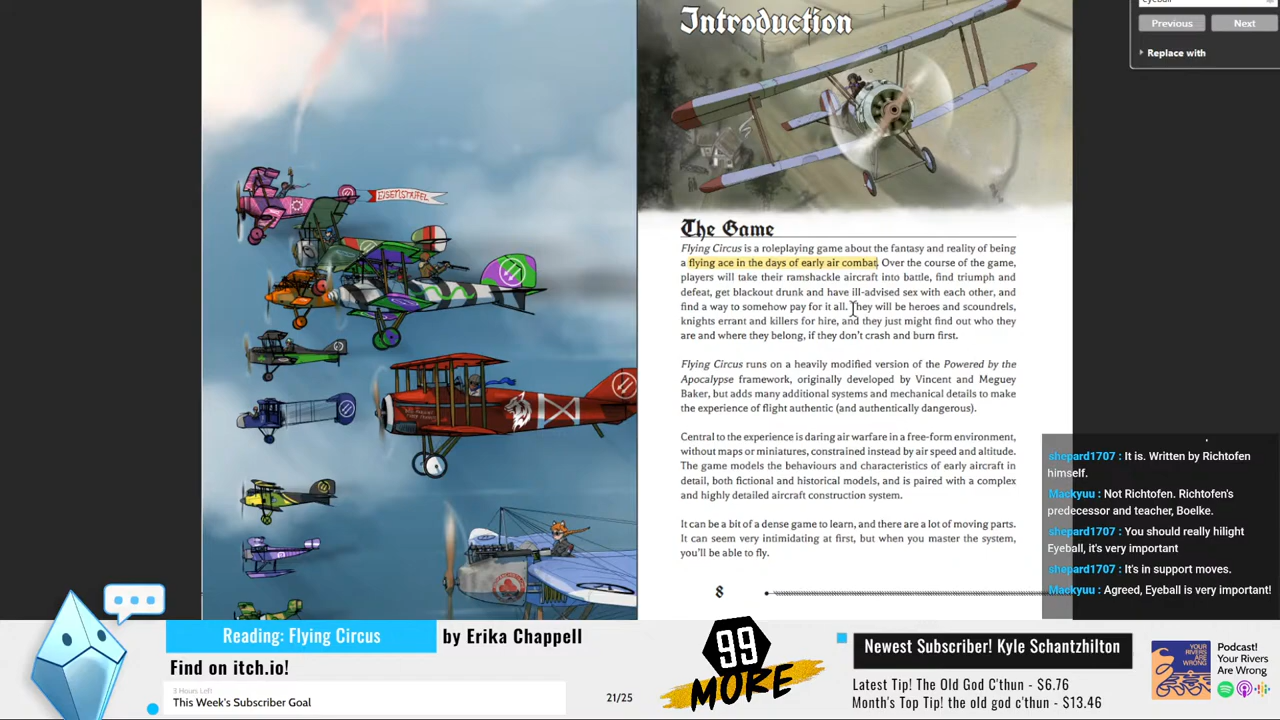 Introduction
eyeball
Previous
Next
Replace with
EISENSTAFFEL
The Game
Flying Circus is a roleplaying game about the fantasy and reality of being
a flying ace in the days of early air combat. Over the course of the game,
players will take their ramshackle aircraft into battle, find triumph and
defeat, get blackout drunk and have ill-advised sex with each other, and
find a way to somehow pay for it all. They will be heroes and scoundrels,
knights errant and killers for hire, and they just might find out who they
are and where they belong, if they don't crash and burn first.
Flying Circus runs on a heavily modified version of the Powered by the
Apocalypse framework, originally developed by Vincent and Meguey
Baker, but adds many additional systems and mechanical details to make
the experience of flight authentic (and authentically dangerous).
Central to the experience is daring air warfare in a free-form environment,
without maps or miniatures, constrained instead by air speed and altitude.
The game models the behaviours and characteristics of early aircraft in
detail, both fictional and historical models, and is paired with a complex
and highly detailed aircraft construction system.
It can be a bit of a dense game to learn, and there are a lot of moving parts.
It can seem very intimidating at first, but when you master the system,
you'll be able to fly.
8
shepard1707 : It is. Written by Richtofen
himself.
Mackyuu : Not Richtofen. Richtofen's
predecessor and teacher, Boelke.
shepard1707 : You should really hilight
Eyeball, it's very important
shepard1707 : It's in support moves.
Mackyuu : Agreed, Eyeball is very important!
Reading: Flying Circus
by Erika Chappell
Find on itch.io!
3 Hours Left
This Week's Subscriber Goal
21/25
99
MORE
Newest Subscriber! Kyle Schantzhilton
Latest Tip! The Old God C'thun - $6.76
Month's Top Tip! the old god c'thun - $13.46
YOUR
RIVERS
ARE
WRONG
Podcast!
Your Rivers
Are Wrong